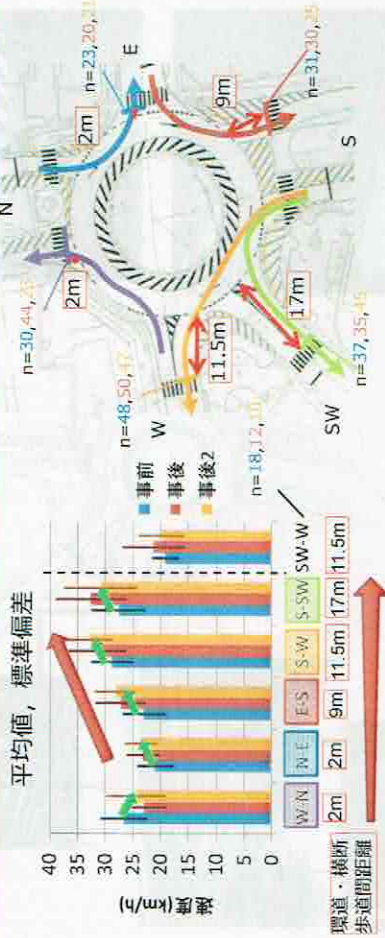 平均値，標準偏差
速度(km/h)
40
35
30
25
20
15
10
5
0
事前
事後
事後2
W-N
N-E
E-S
S-W
S-SW
SW-W
2m
2m
9m
11.5m
17m
11.5m
環道・横断
歩道間距離
N
E
S
SW
W
n=23,20,21
2m
9m
n=31,30,25
17m
n=37,35,45
11.5m
n=18,12,10
n=48,50,47
2m
n=30,44,23